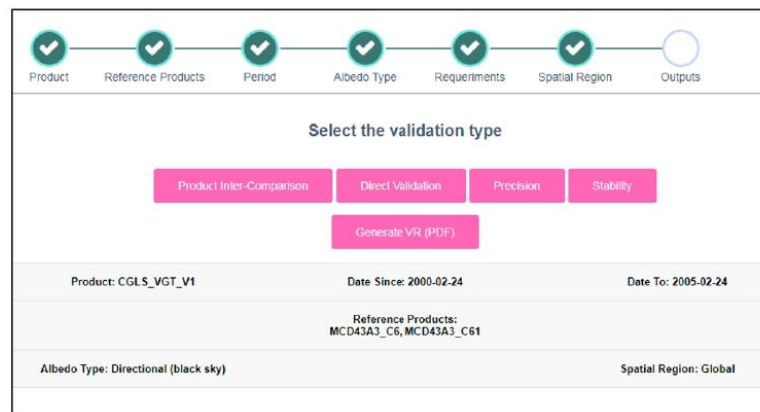 Product Reference Products Period Albedo Type Requeriments Spatial Region Outputs
Select the validation type
Product Inter-Comparison Direct Validation Precision Stability
Generate VR (PDF)
Product: CGLS_VGT_V1 Date Since: 2000-02-24 Date To: 2005-02-24
Reference Products:
MCD43A3_C6, MCD43A3_C61
Albedo Type: Directional (black sky) Spatial Region: Global